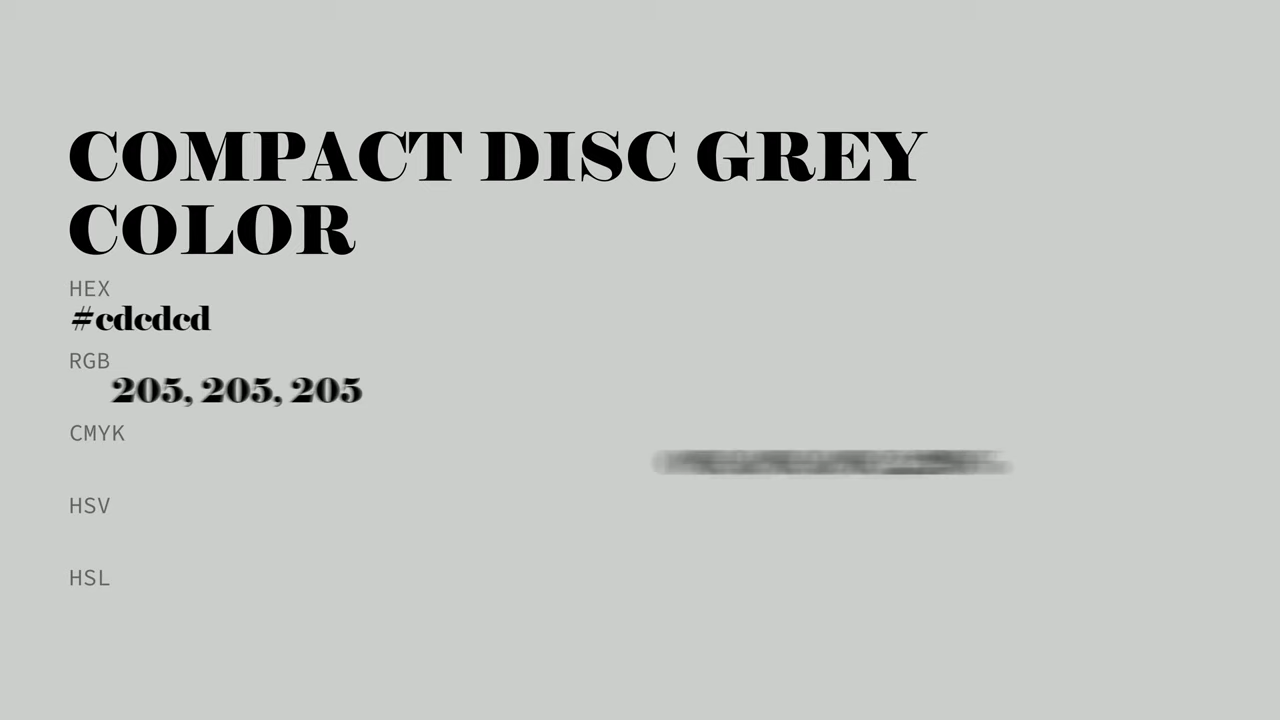 COMPACT DISC GREY
COLOR
HEX
#cdcdcd
RGB
205, 205, 205
CMYK
HSV
HSL